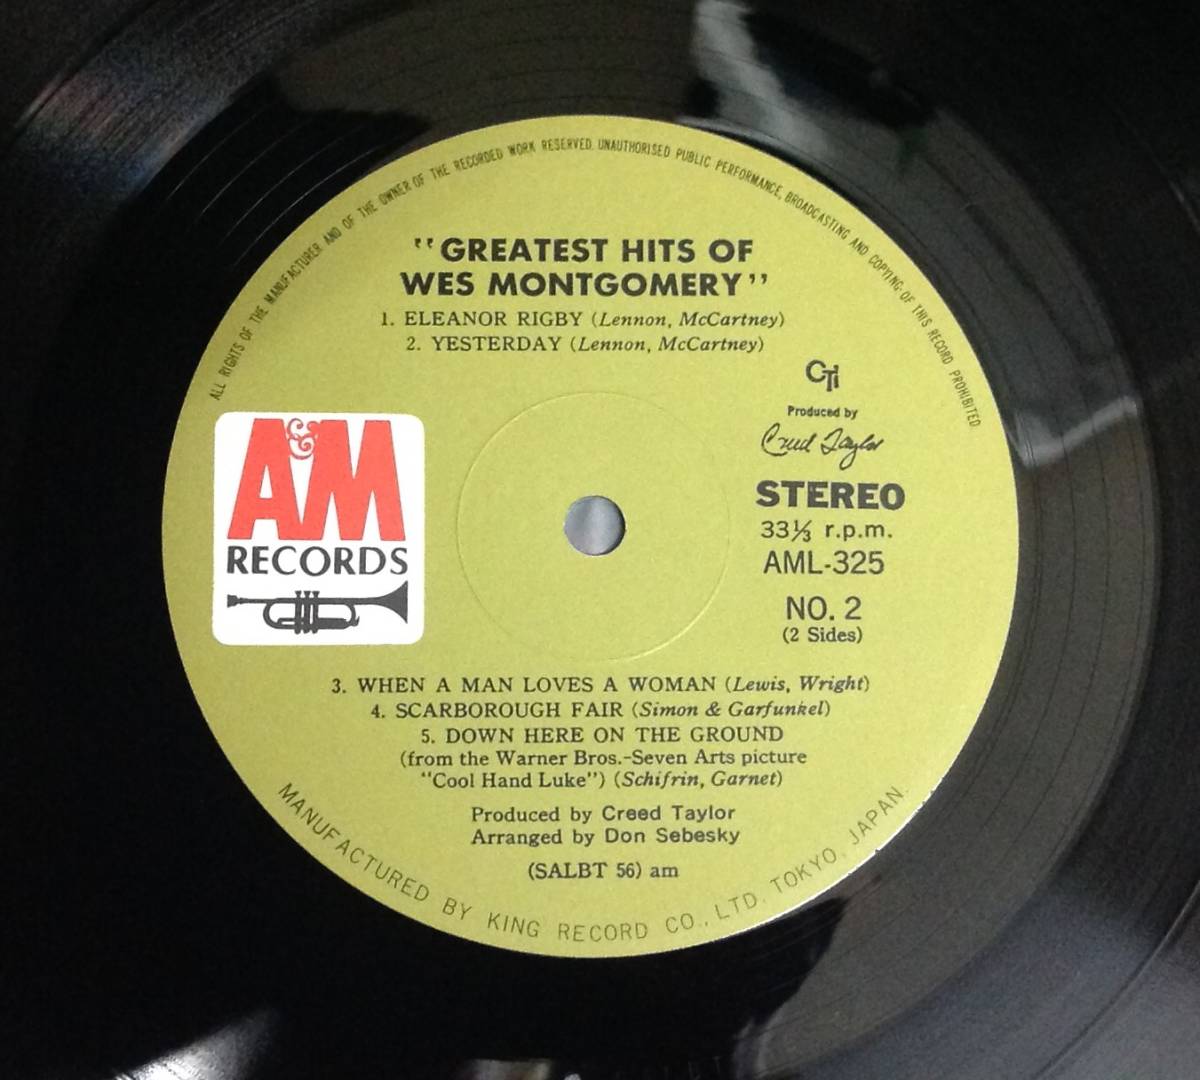 ALL RIGHTS OF THE MANUFACTURER AND OF THE OWNER OF THE RECORDED WORK RESERVED. UNAUTHORISED PUBLIC PERFORMANCE, BROADCASTING AND COPYING OF THIS RECORD PROHIBITED
"GREATEST HITS OF
WES MONTGOMERY"
1. ELEANOR RIGBY (Lennon, McCartney)
2. YESTERDAY (Lennon, McCartney)
A&M
RECORDS
CTi
Produced by
Creed Taylor
STEREO
33⅓ r.p.m.
AML-325
NO. 2
(2 Sides)
3. WHEN A MAN LOVES A WOMAN (Lewis, Wright)
4. SCARBOROUGH FAIR (Simon & Garfunkel)
5. DOWN HERE ON THE GROUND
(from the Warner Bros.-Seven Arts picture
"Cool Hand Luke") (Schifrin, Garnet)
Produced by Creed Taylor
Arranged by Don Sebesky
(SALBT 56) am
MANUFACTURED BY KING RECORD CO., LTD. TOKYO, JAPAN.